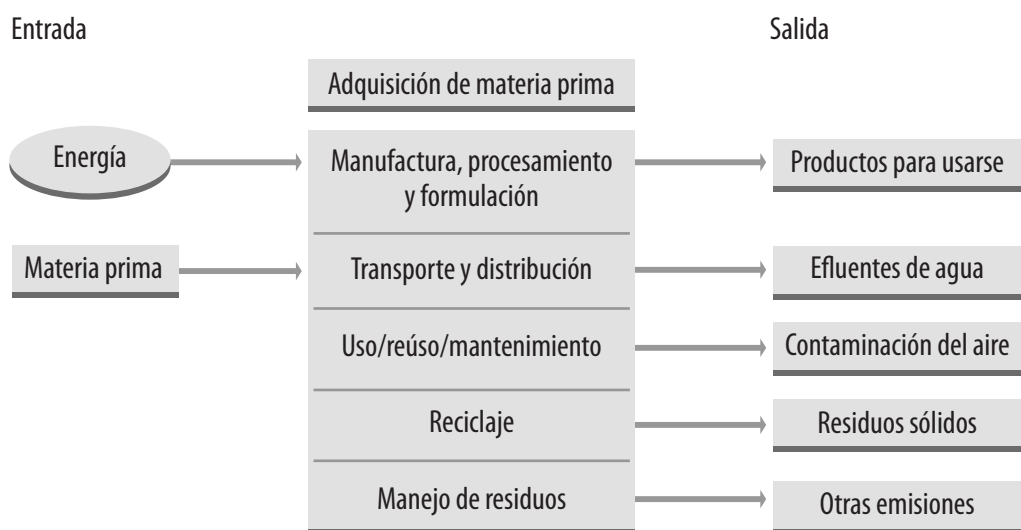 Entrada
Salida
Adquisición de materia prima
Energía
Manufactura, procesamiento
y formulación
Productos para usarse
Materia prima
Transporte y distribución
Efluentes de agua
Uso/reúso/mantenimiento
Contaminación del aire
Reciclaje
Residuos sólidos
Manejo de residuos
Otras emisiones